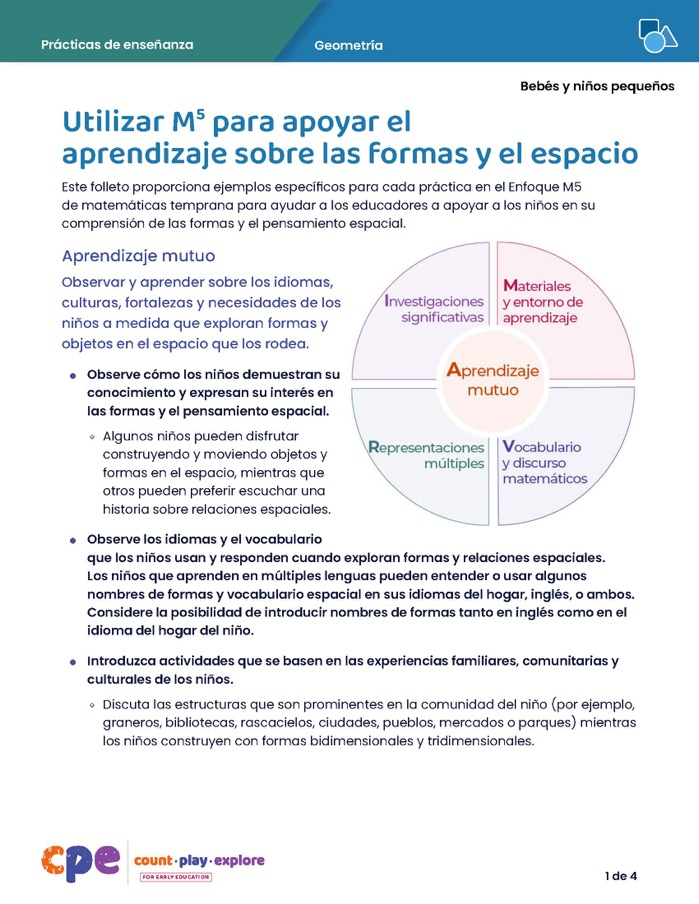 Prácticas de enseñanza
Geometría
Bebés y niños pequeños
Utilizar M⁵ para apoyar el
aprendizaje sobre las formas y el espacio
Este folleto proporciona ejemplos específicos para cada práctica en el Enfoque M5
de matemáticas temprana para ayudar a los educadores a apoyar a los niños en su
comprensión de las formas y el pensamiento espacial.
Aprendizaje mutuo
Observar y aprender sobre los idiomas,
culturas, fortalezas y necesidades de los
niños a medida que exploran formas y
objetos en el espacio que los rodea.
• Observe cómo los niños demuestran su
conocimiento y expresan su interés en
las formas y el pensamiento espacial.
◦ Algunos niños pueden disfrutar
construyendo y moviendo objetos y
formas en el espacio, mientras que
otros pueden preferir escuchar una
historia sobre relaciones espaciales.
Investigaciones
significativas
Materiales
y entorno de
aprendizaje
Aprendizaje
mutuo
Representaciones
múltiples
Vocabulario
y discurso
matemáticos
• Observe los idiomas y el vocabulario
que los niños usan y responden cuando exploran formas y relaciones espaciales.
Los niños que aprenden en múltiples lenguas pueden entender o usar algunos
nombres de formas y vocabulario espacial en sus idiomas del hogar, inglés, o ambos.
Considere la posibilidad de introducir nombres de formas tanto en inglés como en el
idioma del hogar del niño.
• Introduzca actividades que se basen en las experiencias familiares, comunitarias y
culturales de los niños.
◦ Discuta las estructuras que son prominentes en la comunidad del niño (por ejemplo,
graneros, bibliotecas, rascacielos, ciudades, pueblos, mercados o parques) mientras
los niños construyen con formas bidimensionales y tridimensionales.
cpe
count·play·explore
FOR EARLY EDUCATION
1 de 4